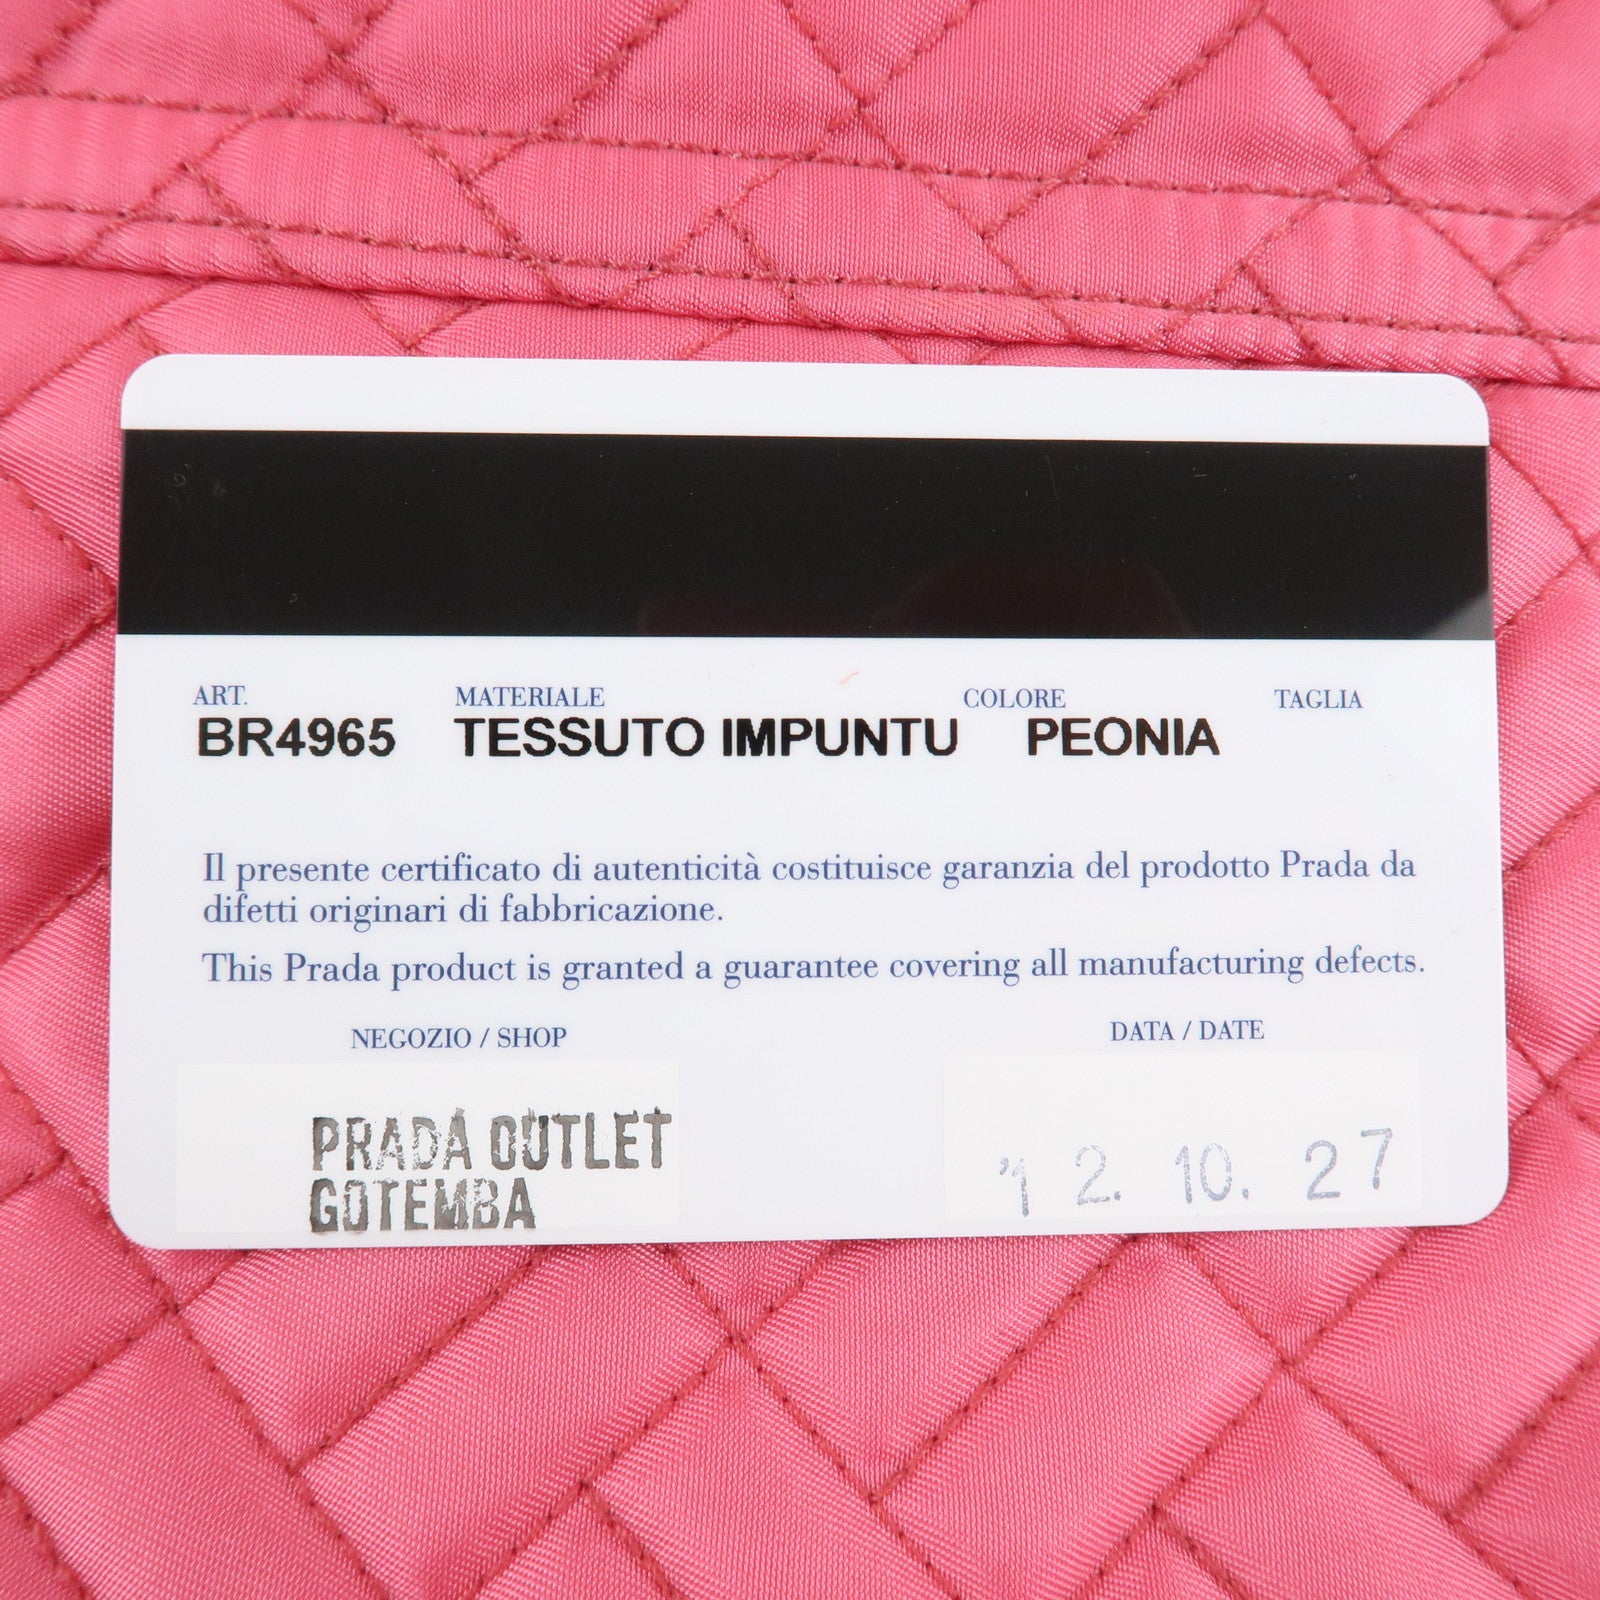 ART. MATERIALE COLORE TAGLIA
BR4965 TESSUTO IMPUNTU PEONIA
Il presente certificato di autenticità costituisce garanzia del prodotto Prada da
difetti originari di fabbricazione.
This Prada product is granted a guarantee covering all manufacturing defects.
NEGOZIO / SHOP DATA / DATE
PRADA OUTLET
GOTEMBA
'12.10.27